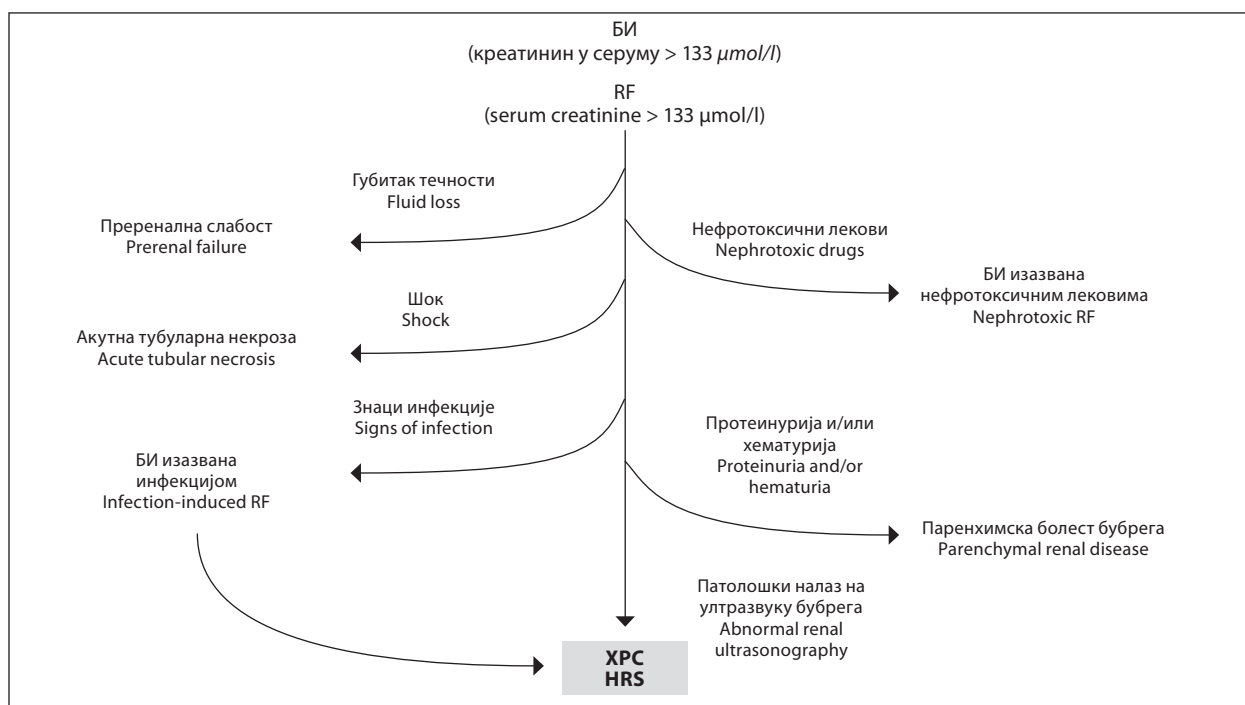 БИ
(креатинин у серуму > 133 μmol/l)
RF
(serum creatinine > 133 μmol/l)
Губитак течности
Fluid loss
Преренална слабост
Prerenal failure
Нефротоксични лекови
Nephrotoxic drugs
БИ изазвана
нефротоксичним лековима
Nephrotoxic RF
Шок
Shock
Акутна тубуларна некроза
Acute tubular necrosis
Знаци инфекције
Signs of infection
БИ изазвана
инфекцијом
Infection-induced RF
Протеинурија и/или
хематурија
Proteinuria and/or
hematuria
Паренхимска болест бубрега
Parenchymal renal disease
Патолошки налаз на
ултразвуку бубрега
Abnormal renal
ultrasonography
ХРС
HRS